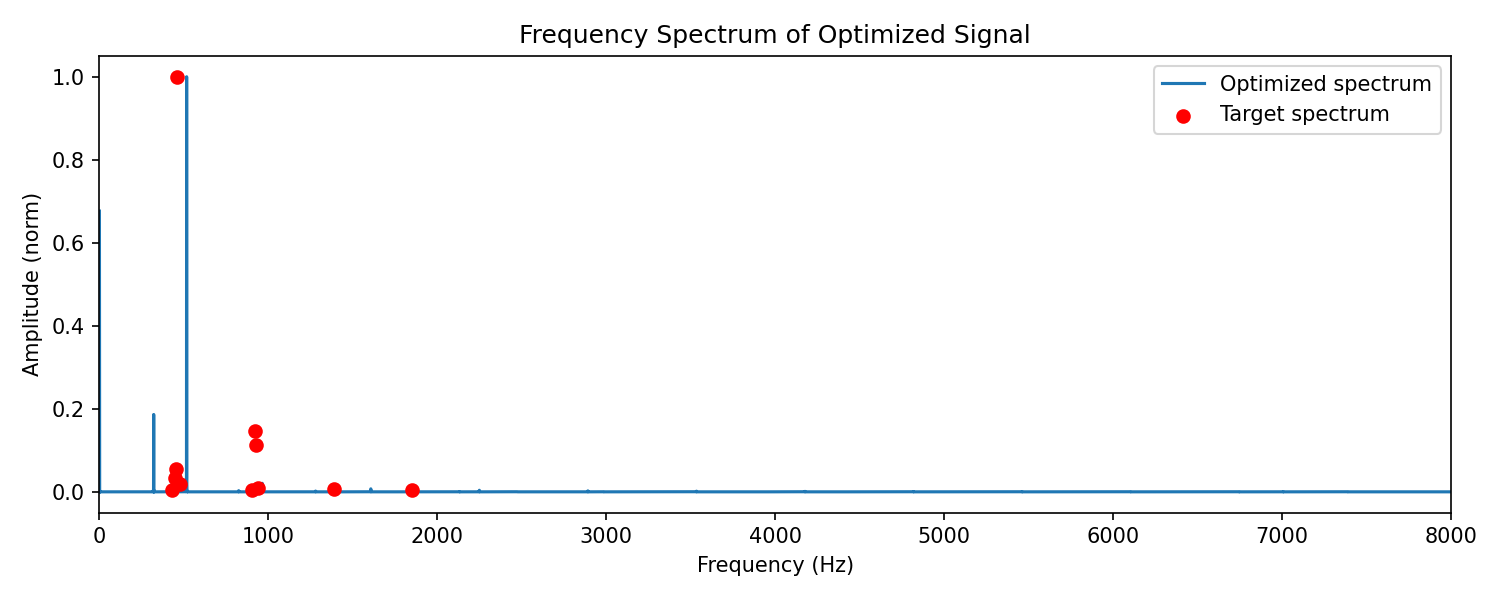 Frequency Spectrum of Optimized Signal
Optimized spectrum
Target spectrum
Amplitude (norm)
1.0
0.8
0.6
0.4
0.2
0.0
0 1000 2000 3000 4000 5000 6000 7000 8000
Frequency (Hz)